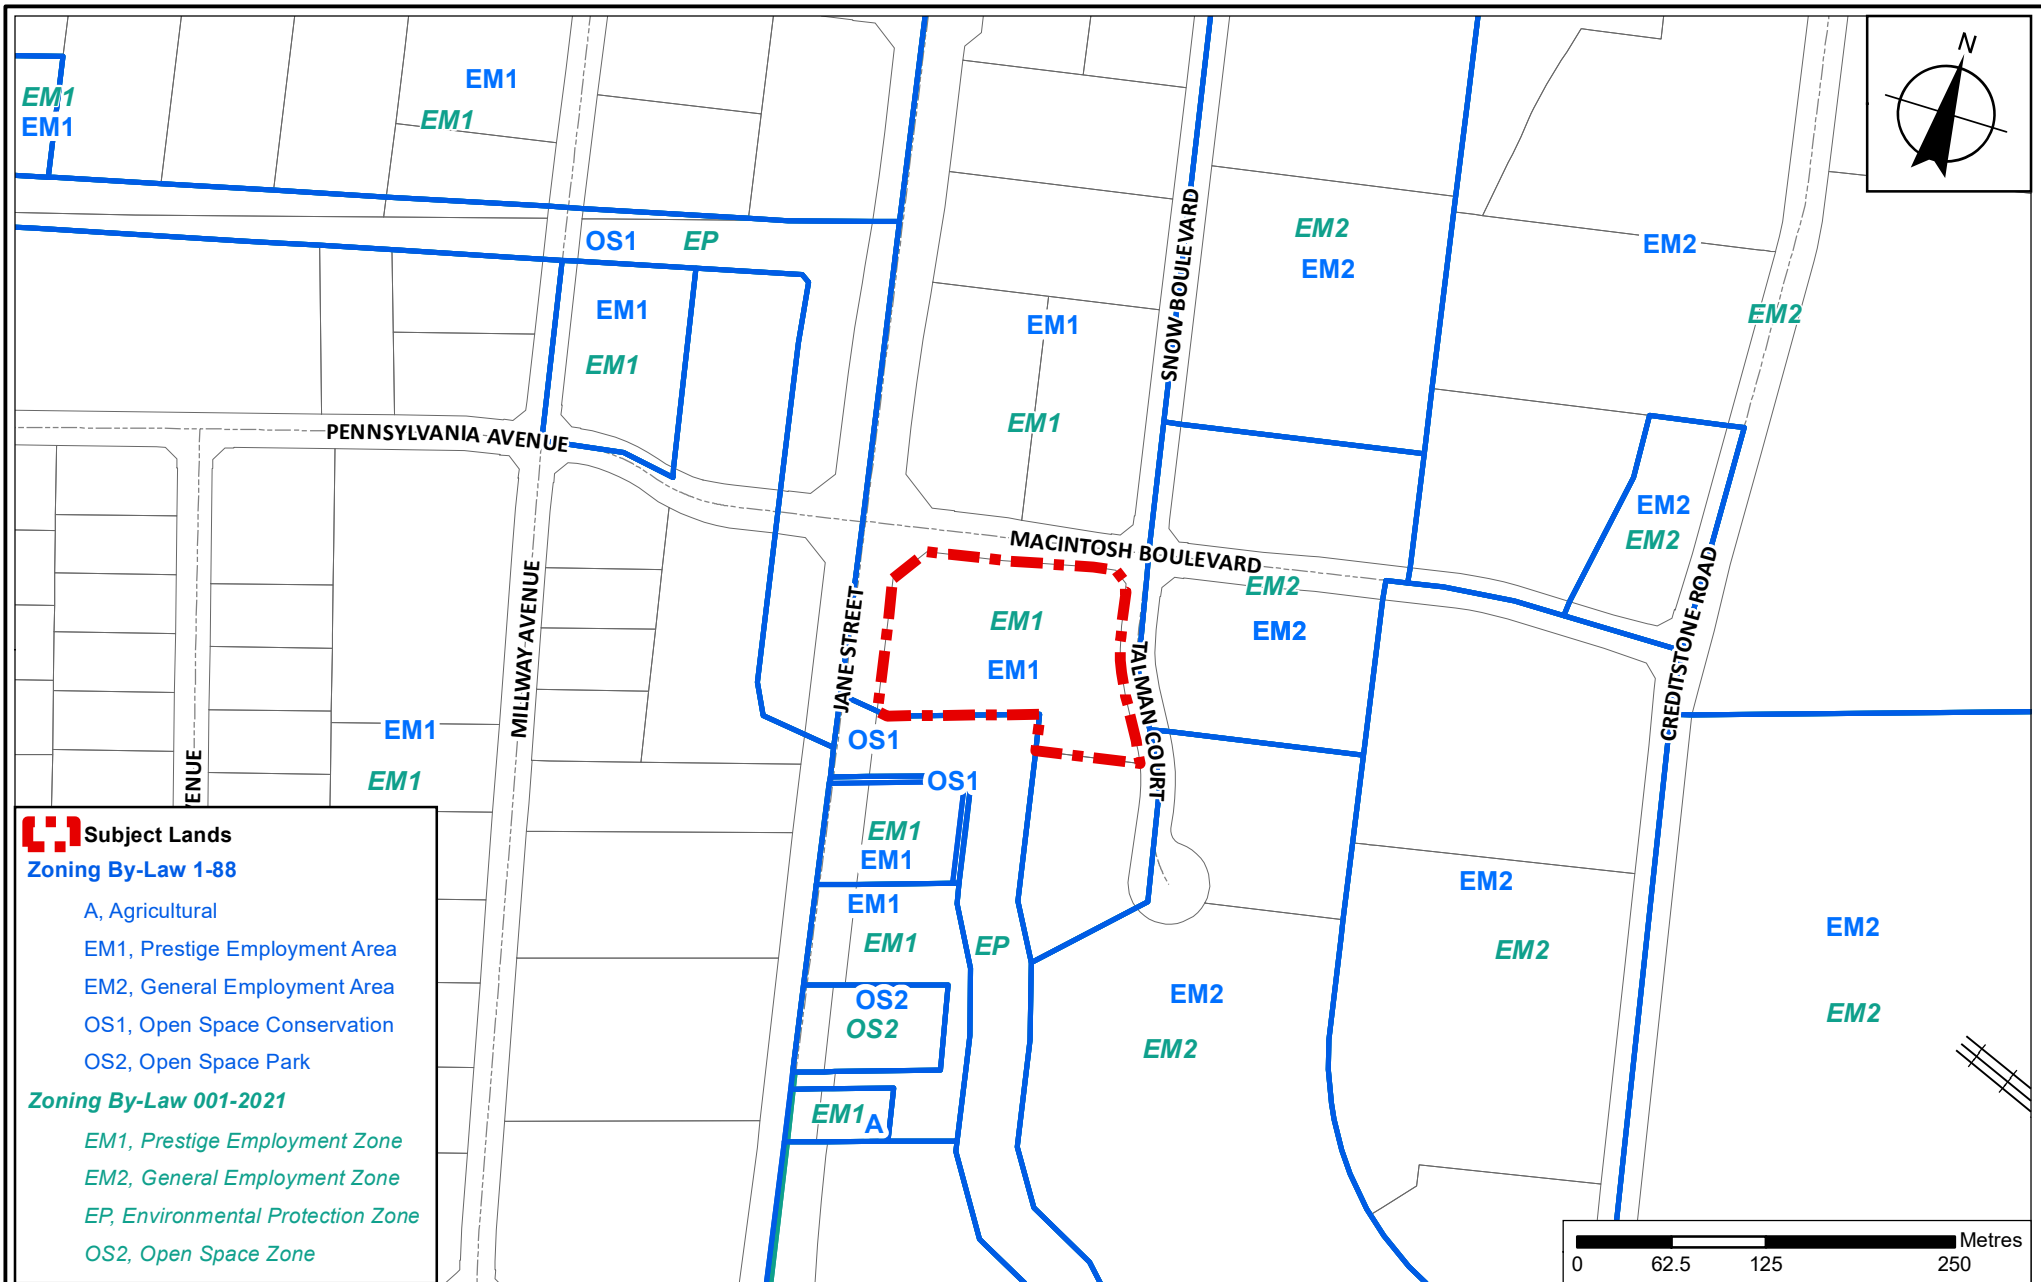 N
EM1
EM1
EM1
EM1
OS1
EP
EM2
EM2
EM2
EM2
EM1
EM1
EM1
EM1
SNOW BOULEVARD
PENNSYLVANIA AVENUE
MACINTOSH BOULEVARD
EM2
EM2
EM2
EM2
EM1
EM1
MILLWAY AVENUE
JANE STREET
TALMAN COURT
CREDITSTONE ROAD
ENUE
EM1
EM1
OS1
OS1
EM1
EM1
EM1
EM1
EP
OS2
OS2
EM1
A
EM2
EM2
EM2
EM2
EM2
EM2
Subject Lands
Zoning By-Law 1-88
A, Agricultural
EM1, Prestige Employment Area
EM2, General Employment Area
OS1, Open Space Conservation
OS2, Open Space Park
Zoning By-Law 001-2021
EM1, Prestige Employment Zone
EM2, General Employment Zone
EP, Environmental Protection Zone
OS2, Open Space Zone
Metres
0 62.5 125 250